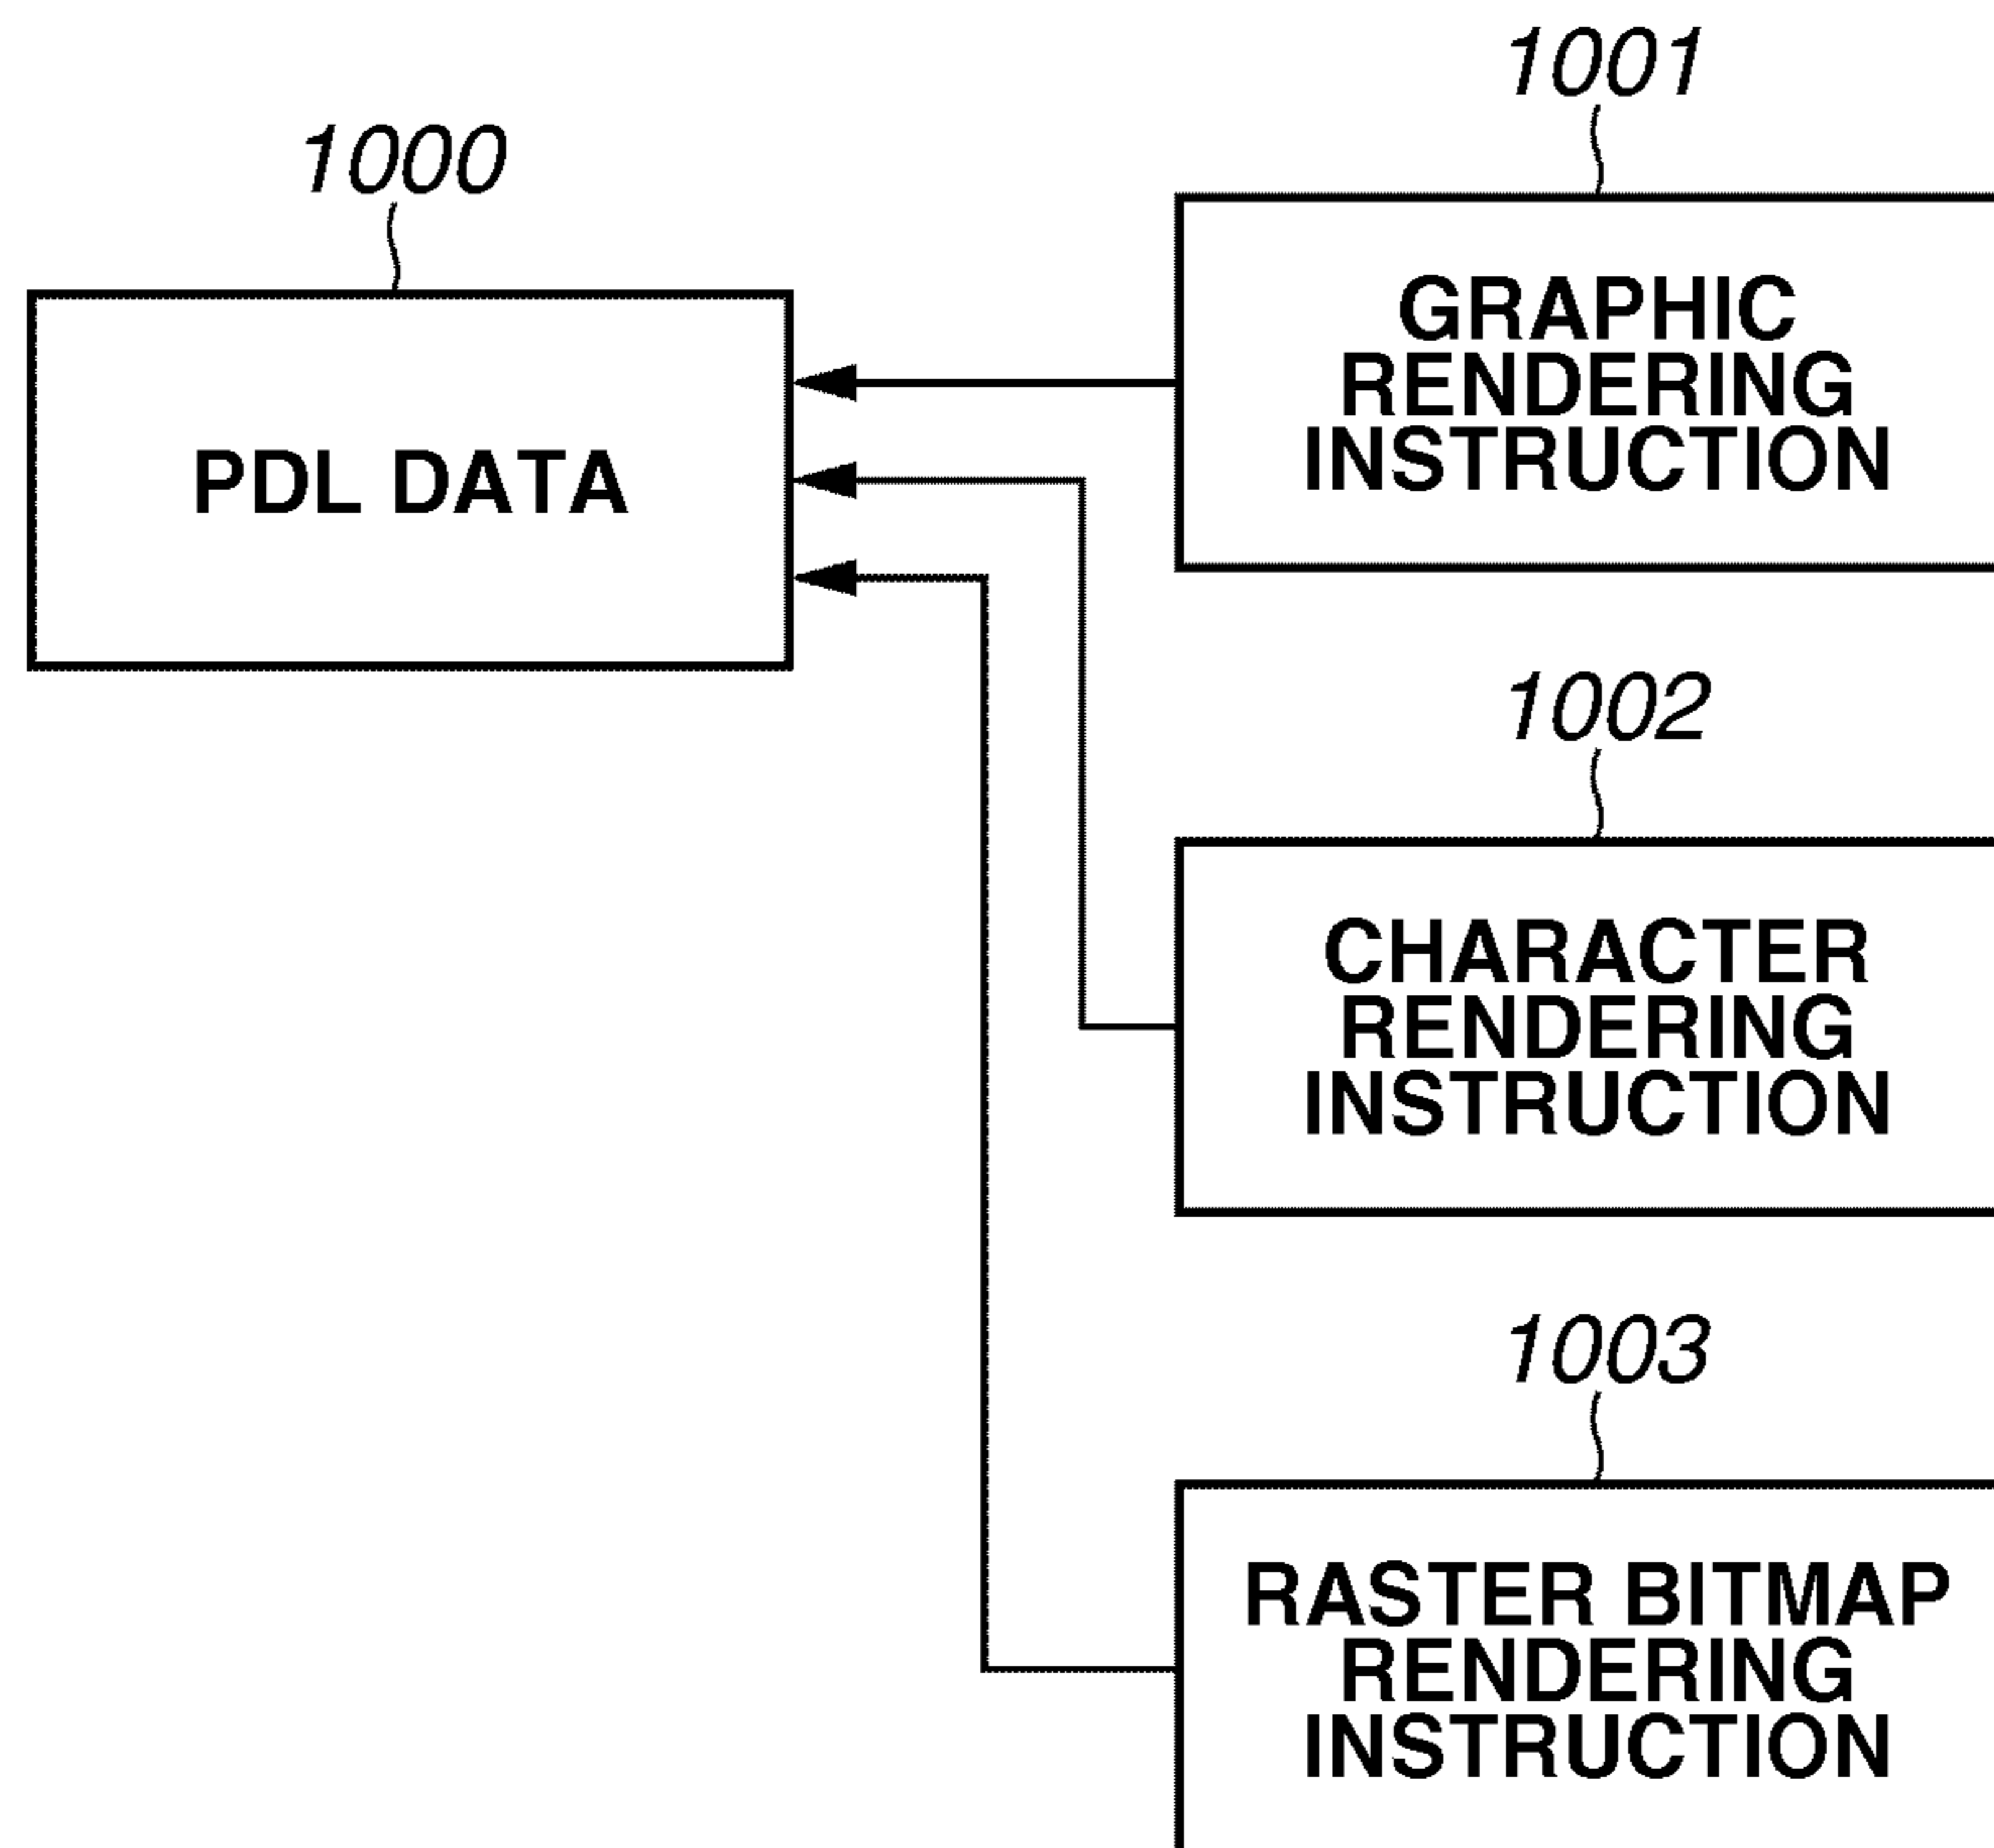 1000
PDL DATA
1001
GRAPHIC
RENDERING
INSTRUCTION
1002
CHARACTER
RENDERING
INSTRUCTION
1003
RASTER BITMAP
RENDERING
INSTRUCTION